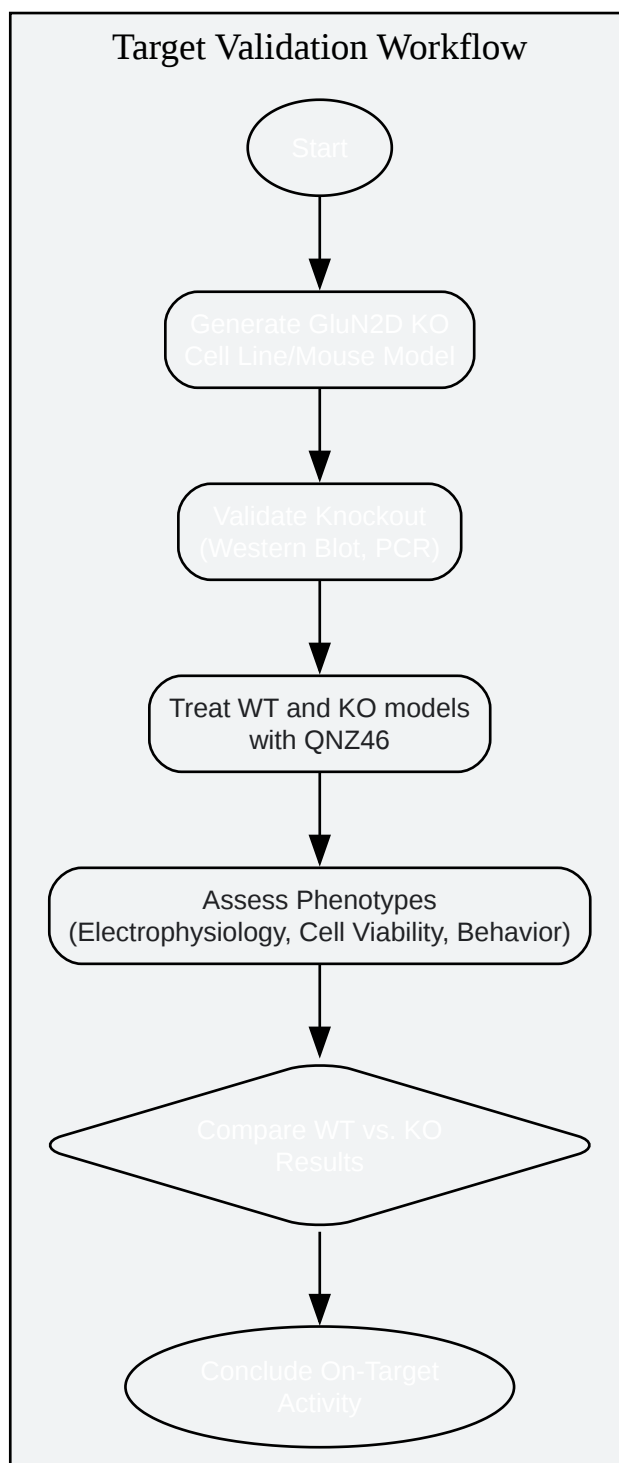 Target Validation Workflow
Start
Generate GluN2D KO
Cell Line/Mouse Model
Validate Knockout
(Western Blot, PCR)
Treat WT and KO models
with QNZ46
Assess Phenotypes
(Electrophysiology, Cell Viability, Behavior)
Compare WT vs. KO
Results
Conclude On-Target
Activity